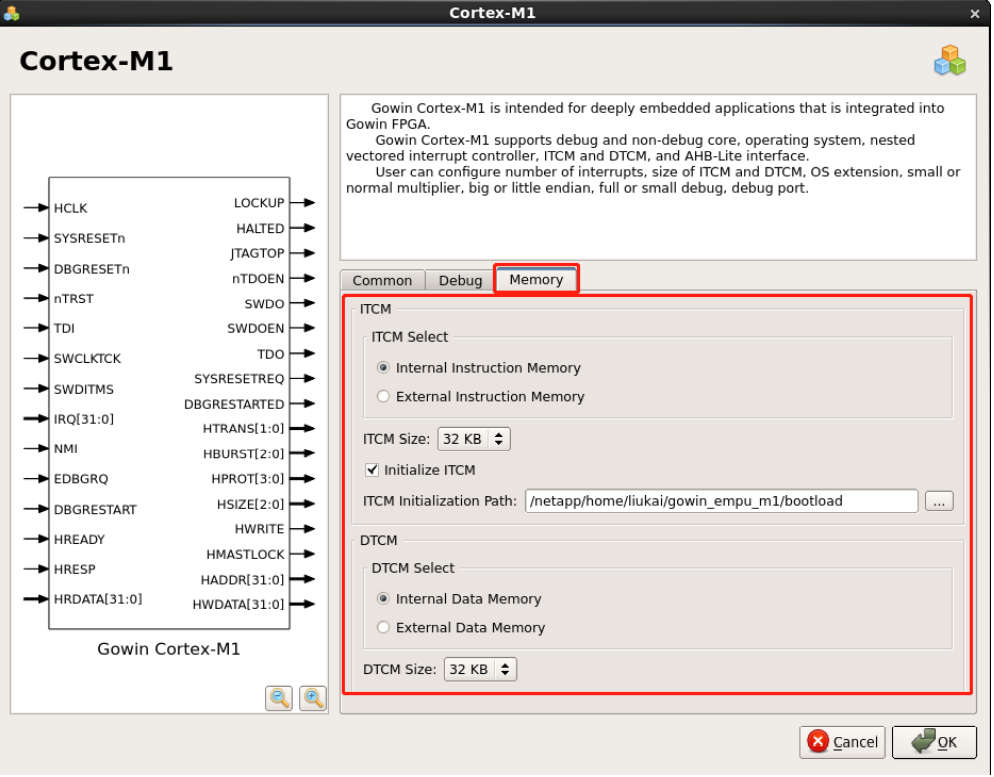 Cortex-M1
Cortex-M1
HCLK
SYSRESETn
DBGRESETn
nTRST
TDI
SWCLKTCK
SWDITMS
IRQ[31:0]
NMI
EDBGRQ
DBGRESTART
HREADY
HRESP
HRDATA[31:0]
LOCKUP
HALTED
JTAGTOP
nTDOEN
SWDO
SWDOEN
TDO
SYSRESETREQ
DBGRESTARTED
HTRANS[1:0]
HBURST[2:0]
HPROT[3:0]
HSIZE[2:0]
HWRITE
HMASTLOCK
HADDR[31:0]
HWDATA[31:0]
Gowin Cortex-M1
Gowin Cortex-M1 is intended for deeply embedded applications that is integrated into
Gowin FPGA.
Gowin Cortex-M1 supports debug and non-debug core, operating system, nested
vectored interrupt controller, ITCM and DTCM, and AHB-Lite interface.
User can configure number of interrupts, size of ITCM and DTCM, OS extension, small or
normal multiplier, big or little endian, full or small debug, debug port.
Common Debug Memory
ITCM
ITCM Select
Internal Instruction Memory
External Instruction Memory
ITCM Size: 32 KB
Initialize ITCM
ITCM Initialization Path: /netapp/home/liukai/gowin_empu_m1/bootload ...
DTCM
DTCM Select
Internal Data Memory
External Data Memory
DTCM Size: 32 KB
Cancel OK